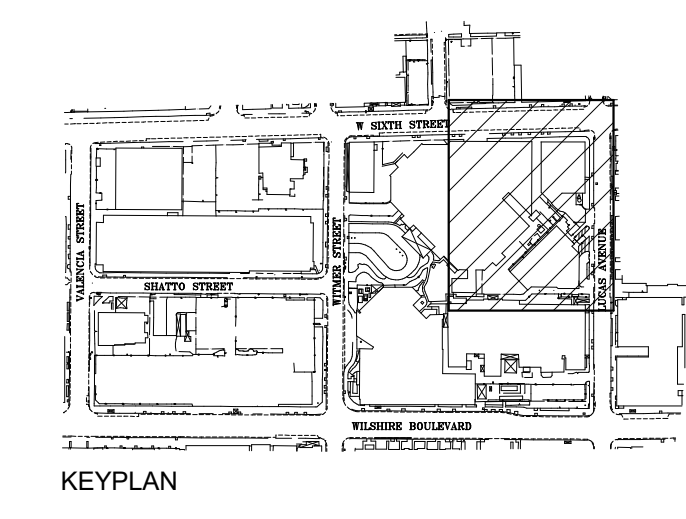 W SIXTH STREET
VALENCIA STREET
WITMER STREET
LUCAS AVENUE
SHATTO STREET
WILSHIRE BOULEVARD
KEYPLAN